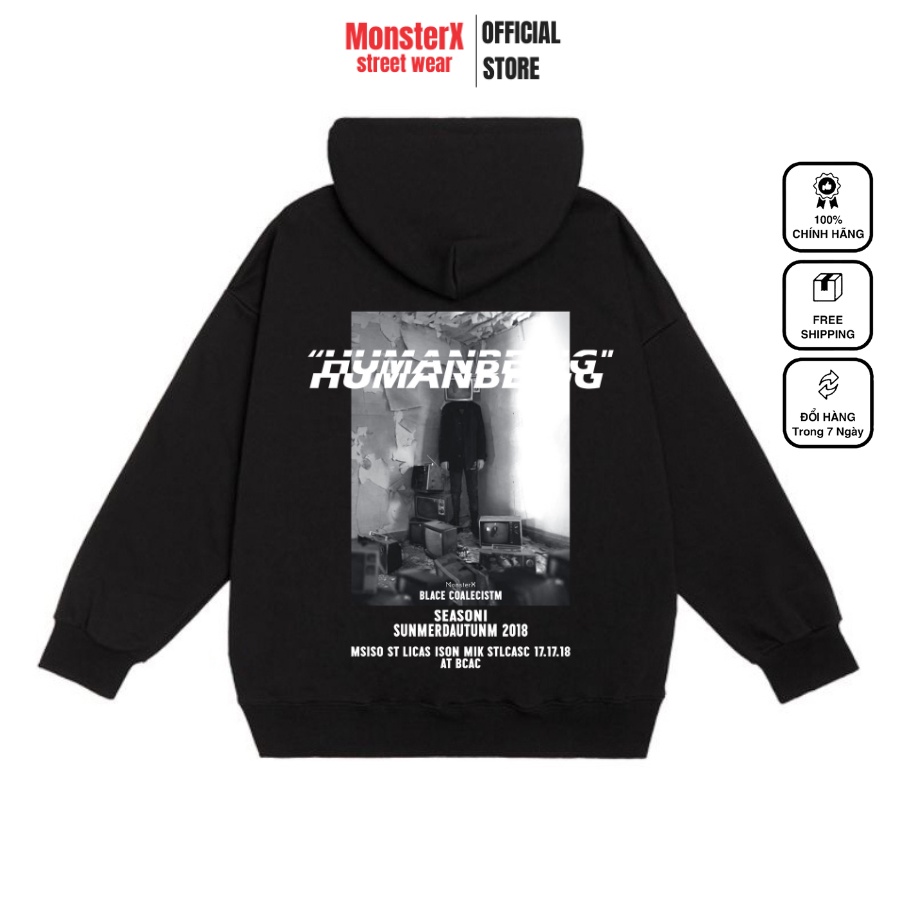 MonsterX
street wear
OFFICIAL
STORE
100%
CHÍNH HÃNG
FREE
SHIPPING
ĐỔI HÀNG
Trong 7 Ngày
"HUMANBEING"
MonsterX
BLACE COALECISTM
SEASON1
SUNMERDAUTUNM 2018
MSISO ST LICAS ISON MIK STLCASC 17.17.18
AT BCAC